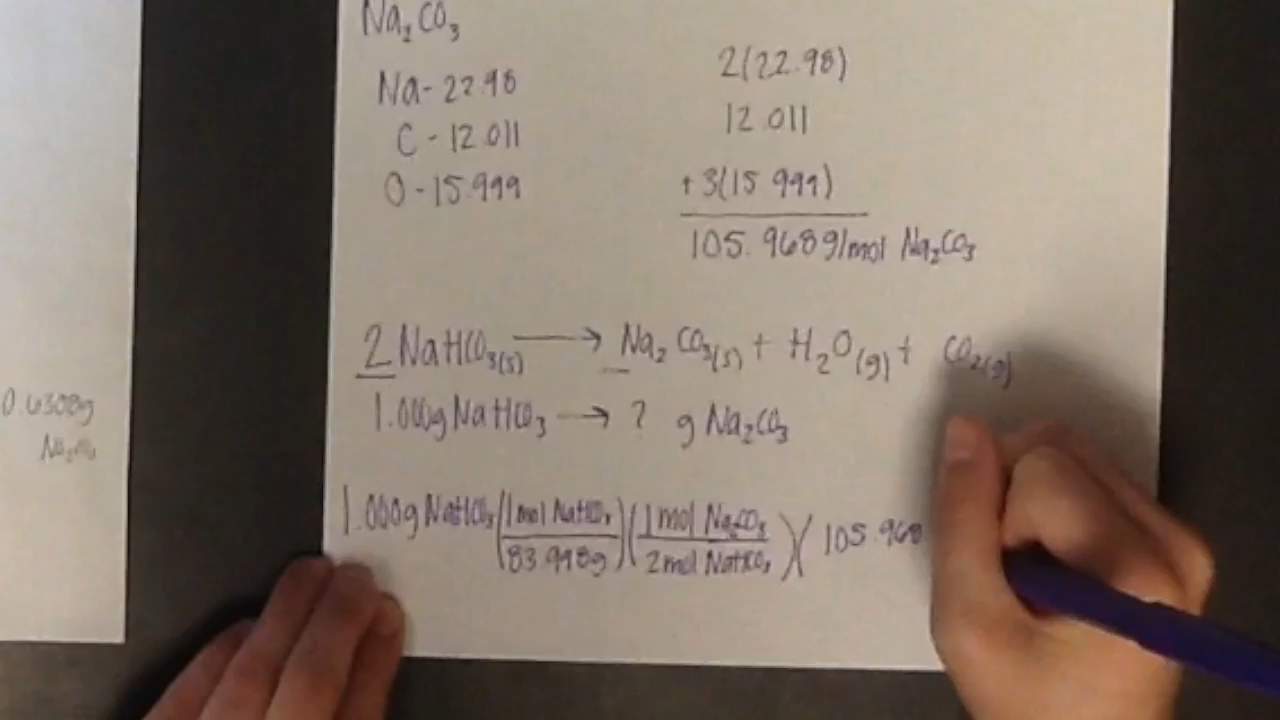 Na₂CO₃
Na - 22.98
C - 12.011
O - 15.999
2(22.98)
12.011
+ 3(15.999)
105.968g/mol Na₂CO₃
2 NaHCO₃(s) → Na₂CO₃(s) + H₂O(g) + CO₂(g)
1.000g NaHCO₃ → ? g Na₂CO₃
1.000g NaHCO₃ (1 mol NaHCO₃ / 83.998g) (1 mol Na₂CO₃ / 2 mol NaHCO₃) ( 105.968
0.6308g
Na₂CO₃